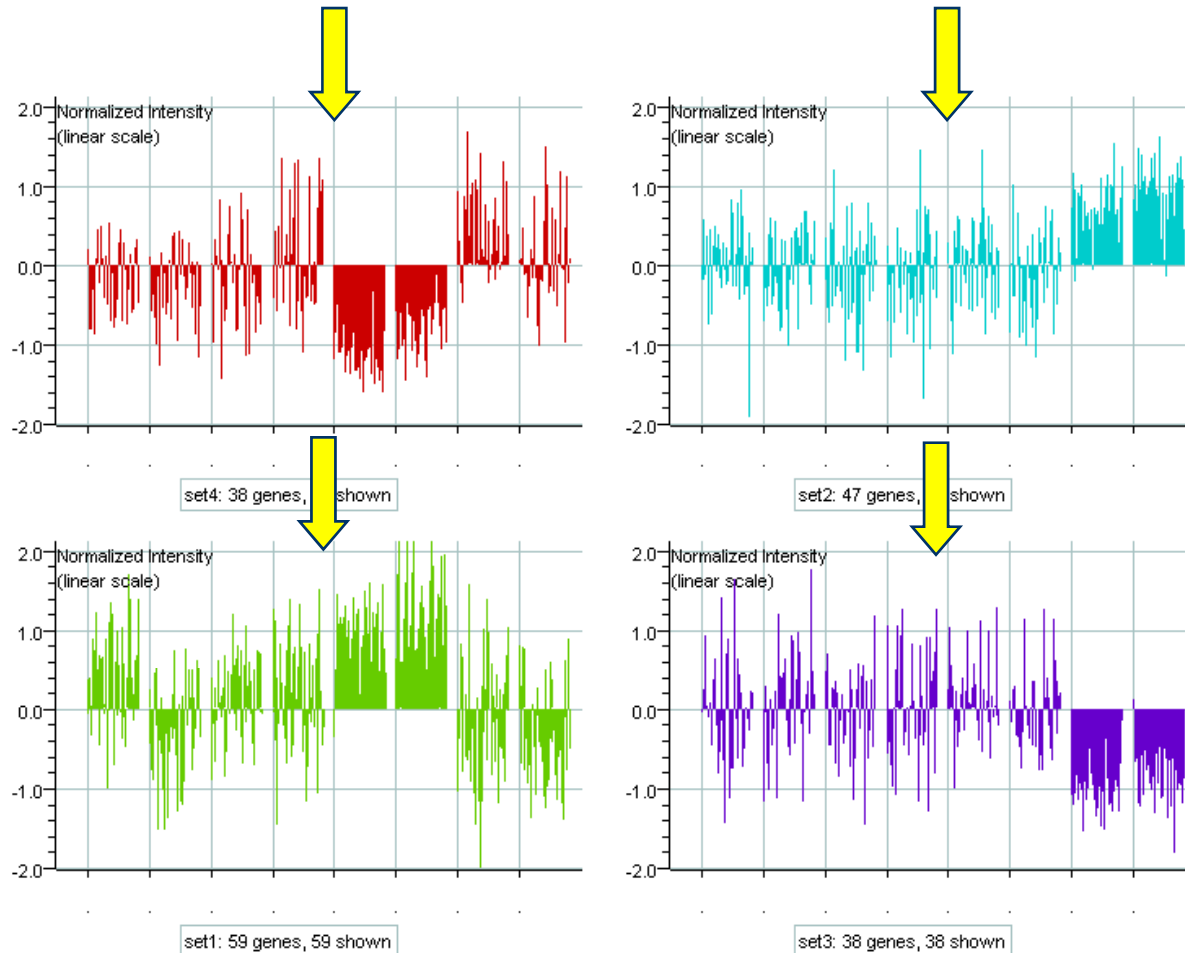 2.0
Normalized Intensity
(linear scale)
1.0
0.0
-1.0
-2.0
set4: 38 genes, shown
2.0
Normalized Intensity
(linear scale)
1.0
0.0
-1.0
-2.0
set2: 47 genes, shown
2.0
Normalized Intensity
(linear scale)
1.0
0.0
-1.0
-2.0
set1: 59 genes, 59 shown
2.0
Normalized Intensity
(linear scale)
1.0
0.0
-1.0
-2.0
set3: 38 genes, 38 shown